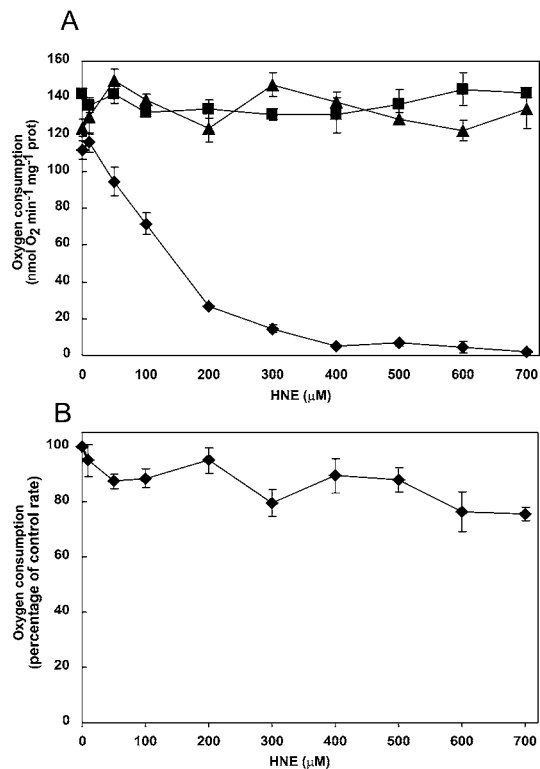 A
Oxygen consumption
(nmol O2 min-1 mg-1 prot)
160
140
120
100
80
60
40
20
0
0 100 200 300 400 500 600 700
HNE (μM)
B
Oxygen consumption
(percentage of control rate)
100
80
60
40
20
0
0 100 200 300 400 500 600 700
HNE (μM)